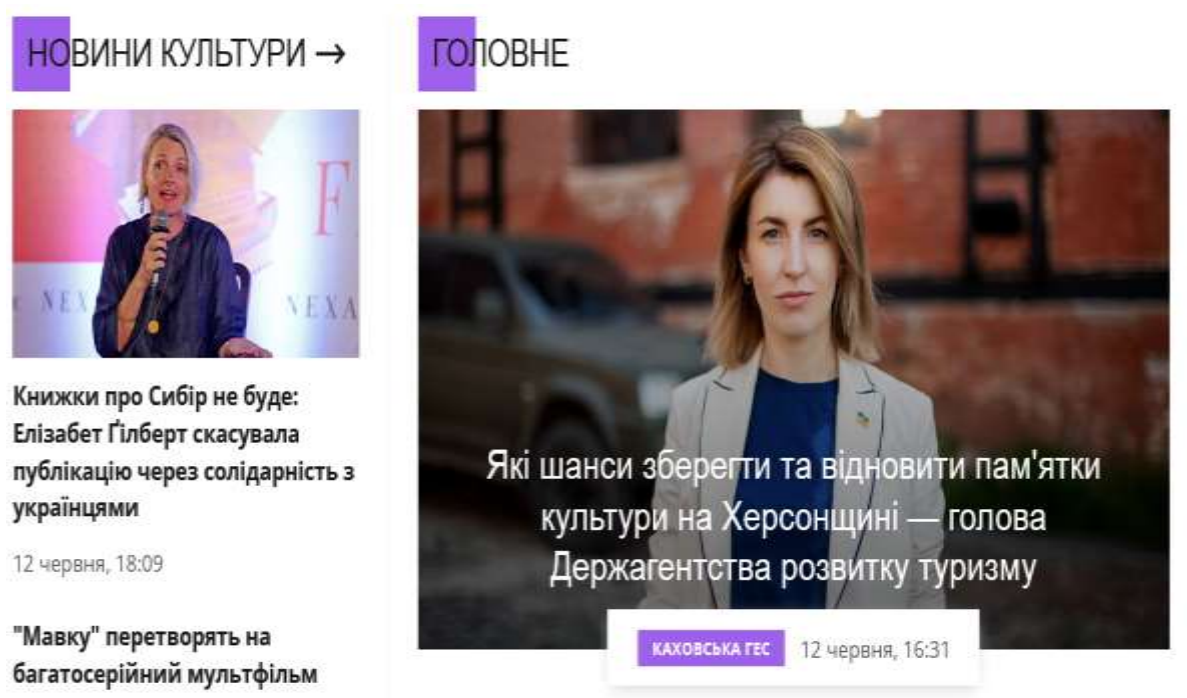 НОВИНИ КУЛЬТУРИ →
F
NEXA
NEXA
Книжки про Сибір не буде:
Елізабет Ґілберт скасувала
публікацію через солідарність з
українцями
12 червня, 18:09
"Мавку" перетворять на
багатосерійний мультфільм
ГОЛОВНЕ
Які шанси зберегти та відновити пам'ятки
культури на Херсонщині — голова
Держагентства розвитку туризму
КАХОВСЬКА ГЕС 12 червня, 16:31